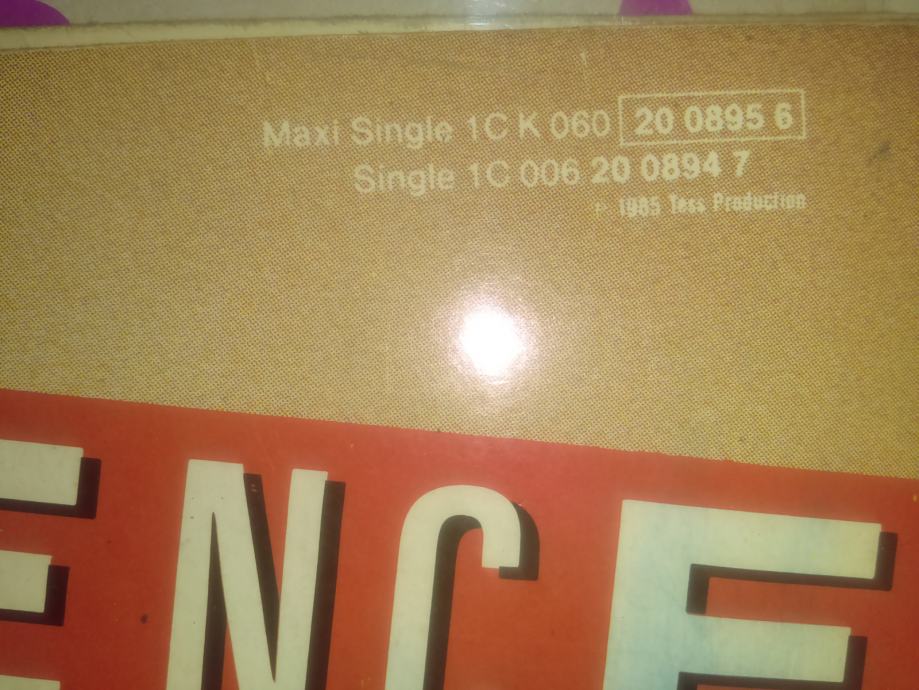 Maxi Single 1C K 060 20 0895 6
Single 1C 006 20 0894 7
℗ 1985 Tess Production
ENCE